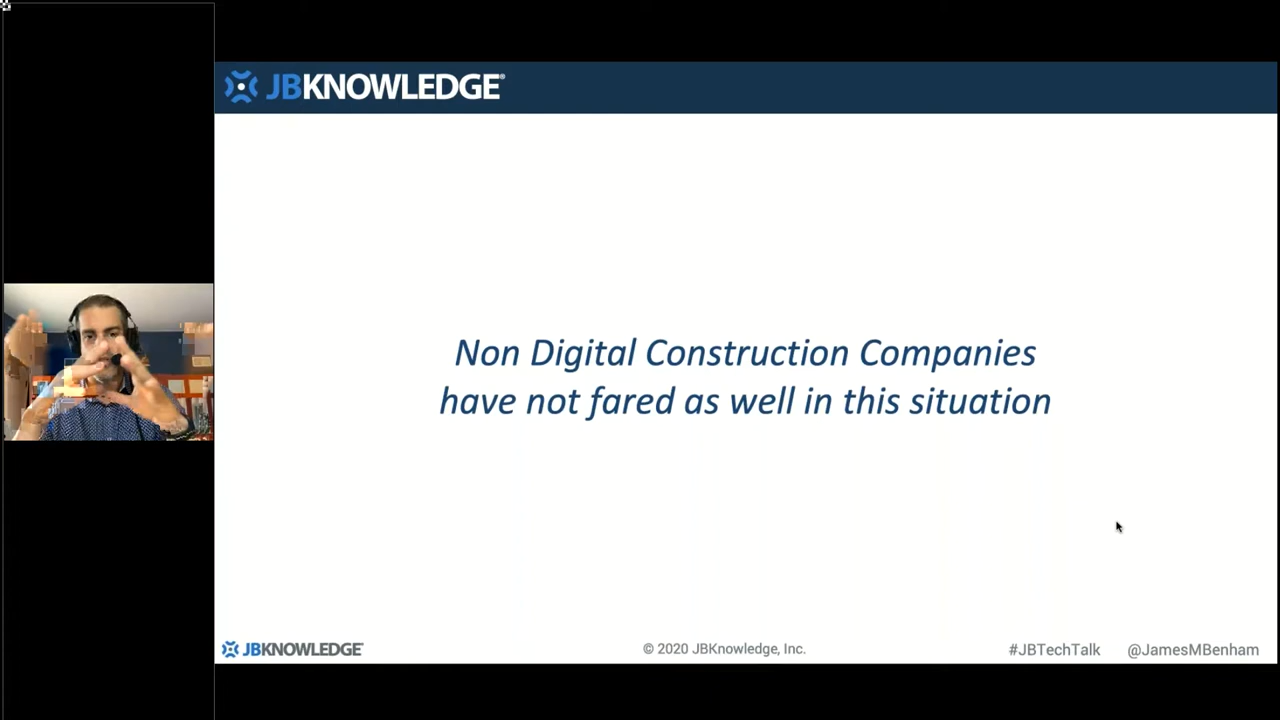 JBKNOWLEDGE®
Non Digital Construction Companies
have not fared as well in this situation
JBKNOWLEDGE
© 2020 JBKnowledge, Inc.
#JBTechTalk
@JamesMBenham